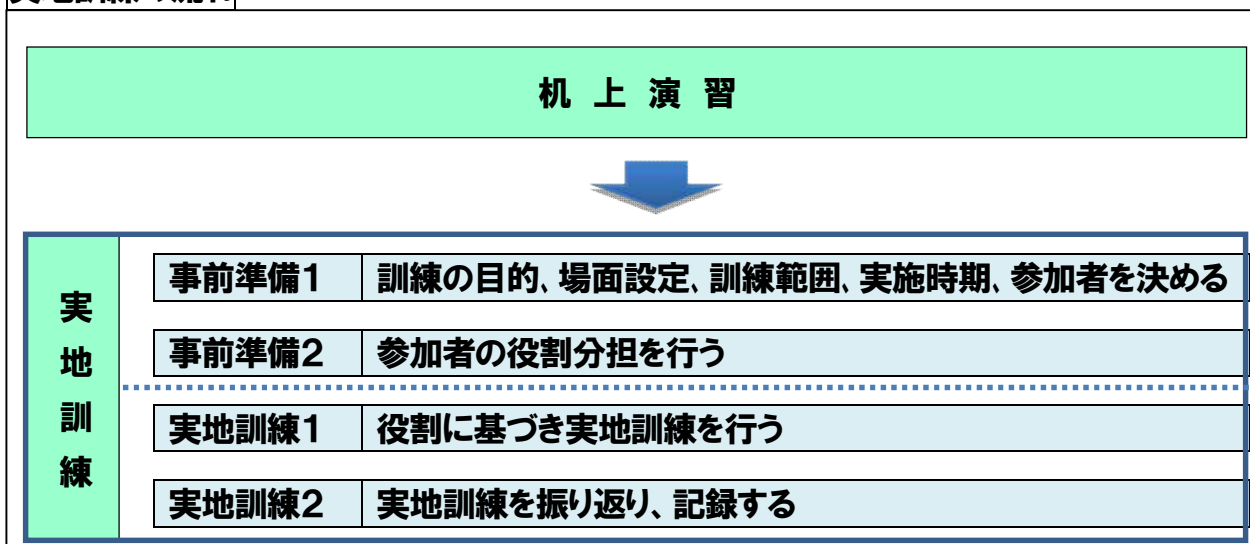 机上演習
実地訓練
事前準備1 訓練の目的、場面設定、訓練範囲、実施時期、参加者を決める
事前準備2 参加者の役割分担を行う
実地訓練1 役割に基づき実地訓練を行う
実地訓練2 実地訓練を振り返り、記録する